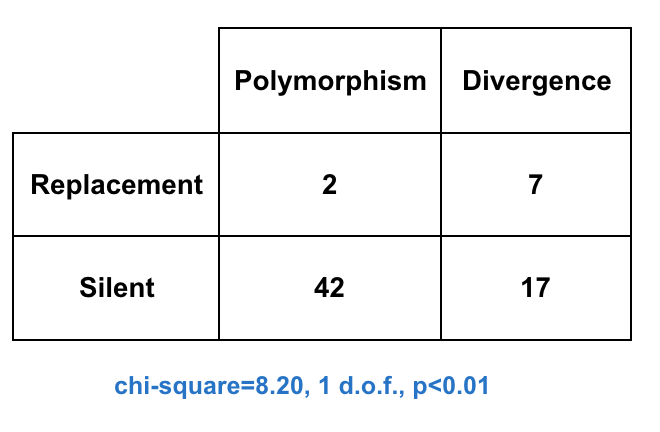 Polymorphism Divergence
Replacement 2 7
Silent 42 17
chi-square=8.20, 1 d.o.f., p<0.01